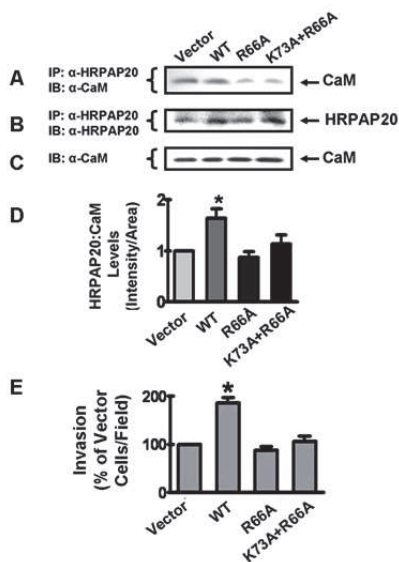 Vector WT R66A K73A+R66A
A IP: α-HRPAP20
IB: α-CaM
CaM
B IP: α-HRPAP20
IB: α-HRPAP20
HRPAP20
C IB: α-CaM
CaM
D
HRPAP20:CaM
Levels
(Intensity/Area)
2
1
0
*
Vector WT R66A K73A+R66A
E
Invasion
(% of Vector
Cells/Field)
200
100
0
*
Vector WT R66A K73A+R66A